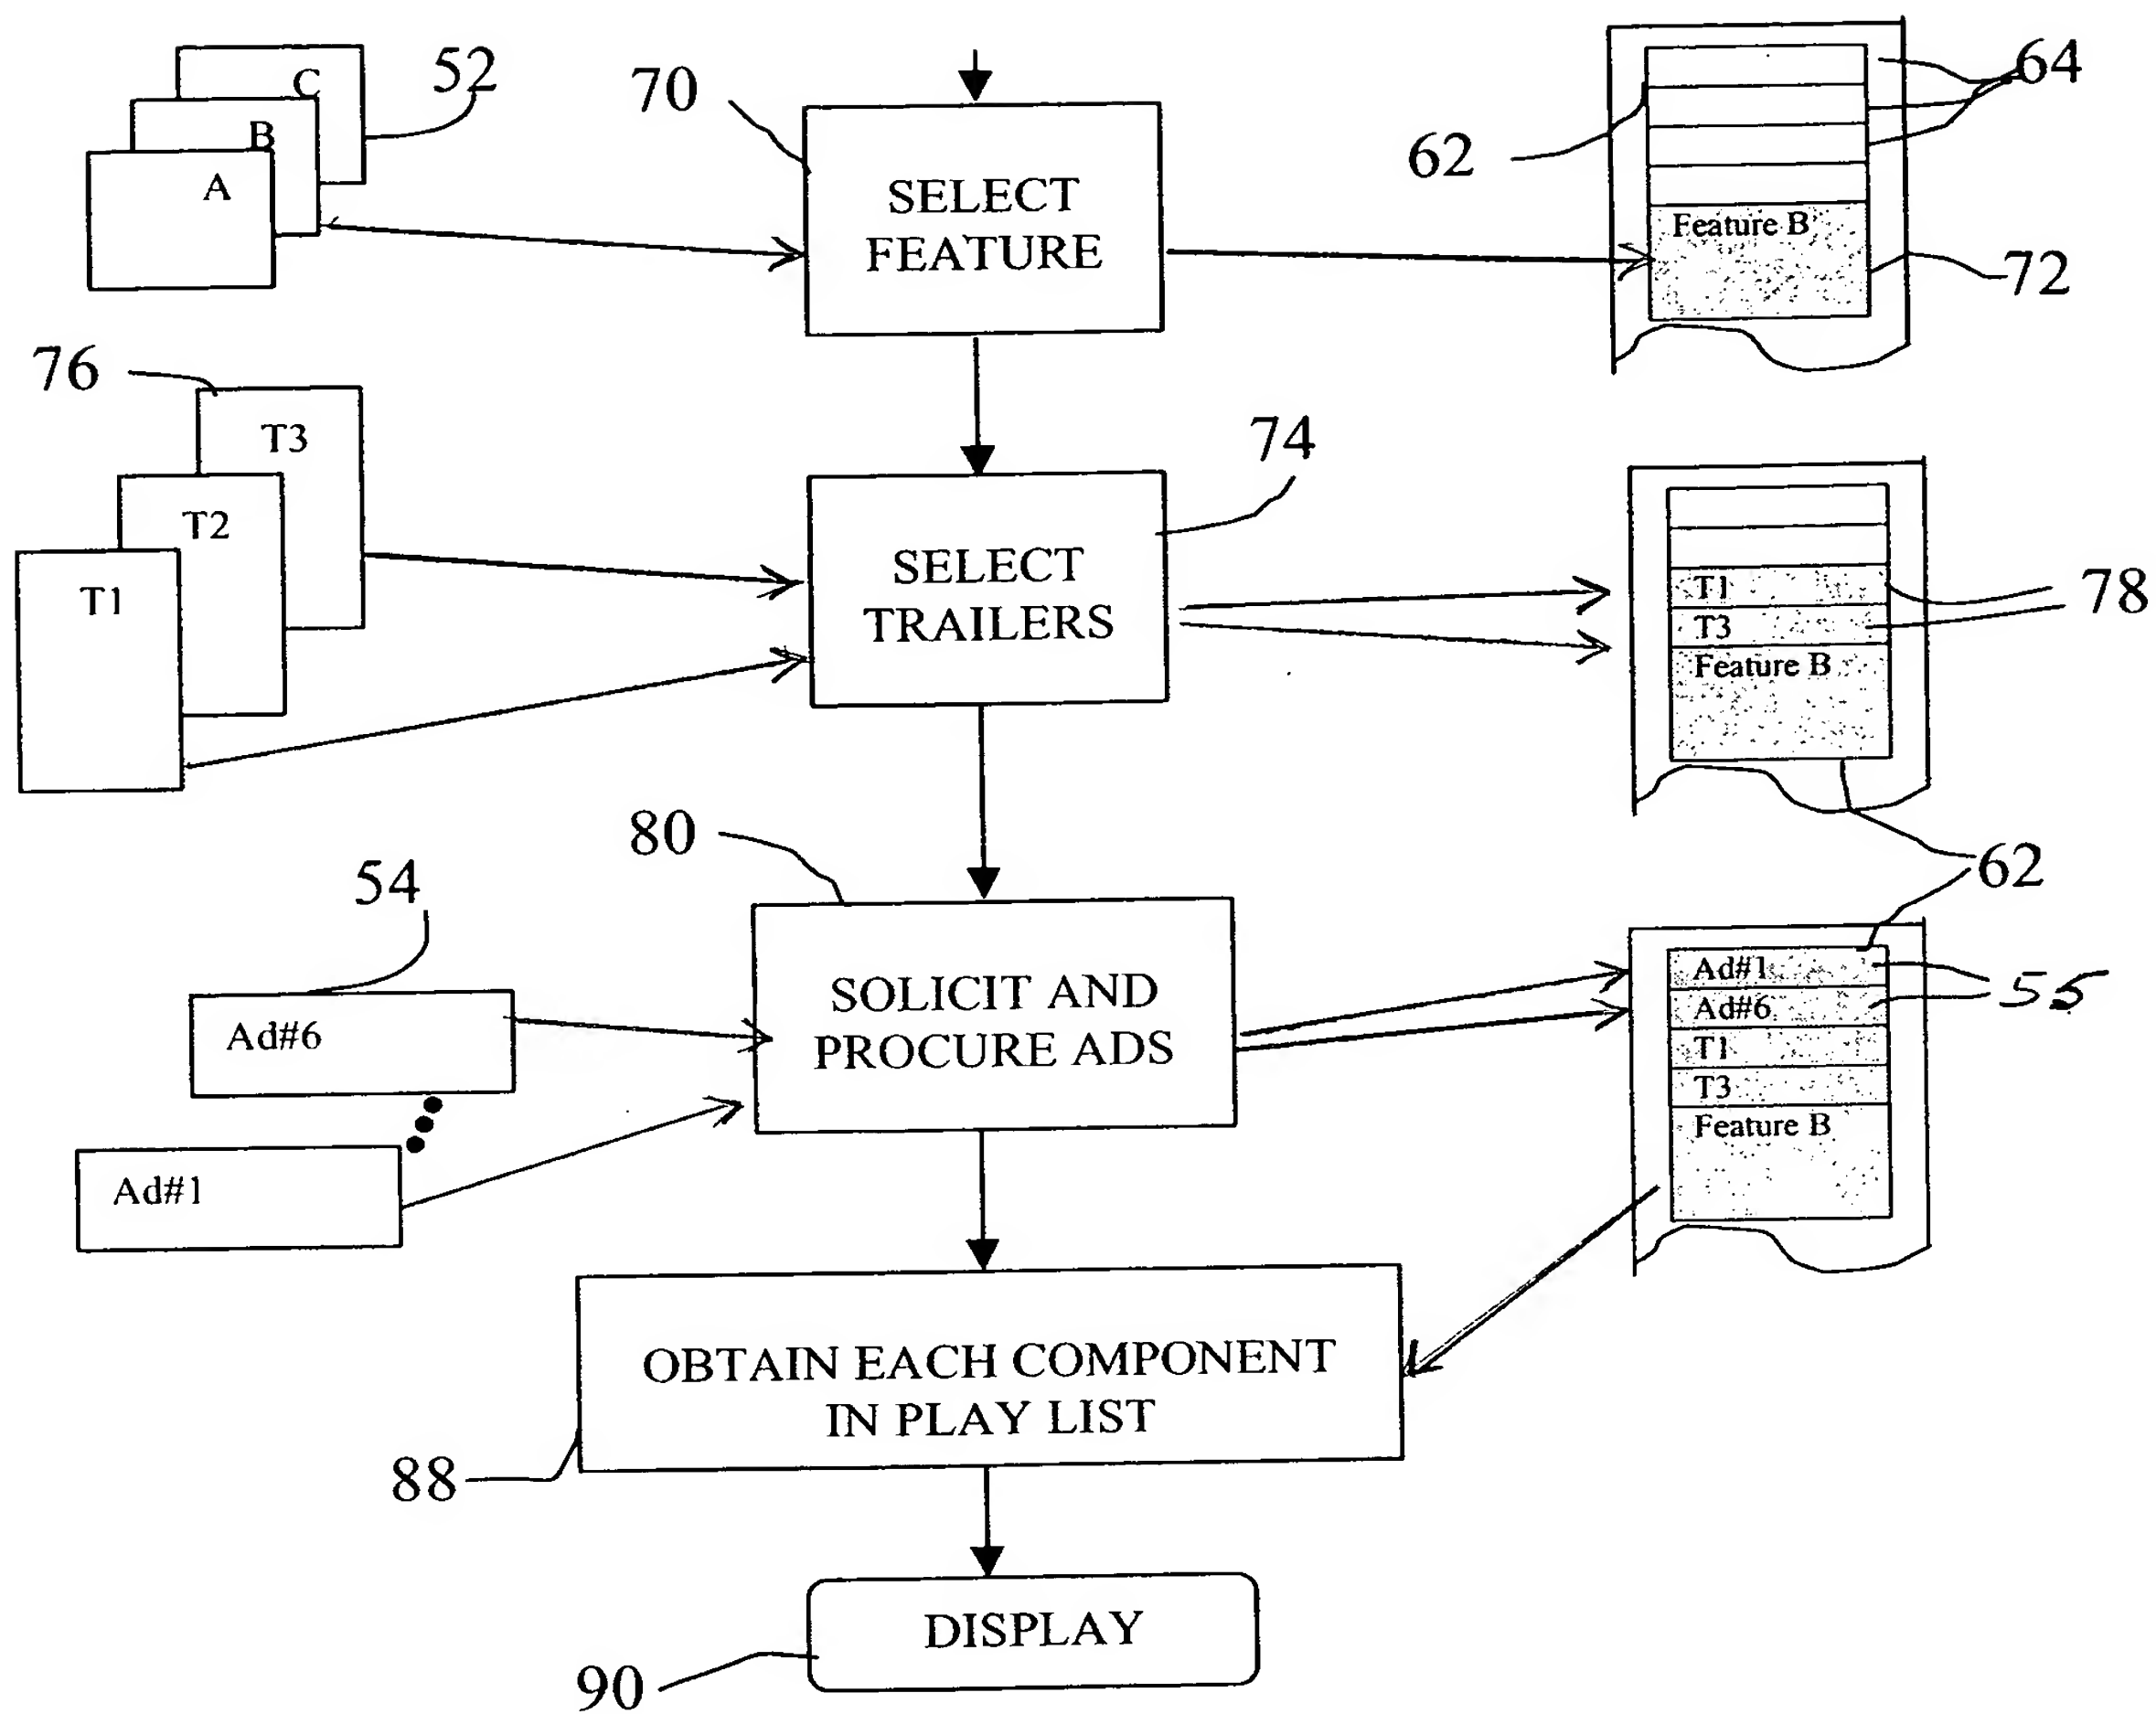 C
B
A
52
70
SELECT
FEATURE
62
64
Feature B
72
76
T3
T2
T1
74
SELECT
TRAILERS
T1
T3
Feature B
78
62
80
54
Ad#6
Ad#1
SOLICIT AND
PROCURE ADS
Ad#1
Ad#6
T1
T3
Feature B
55
OBTAIN EACH COMPONENT
IN PLAY LIST
88
DISPLAY
90